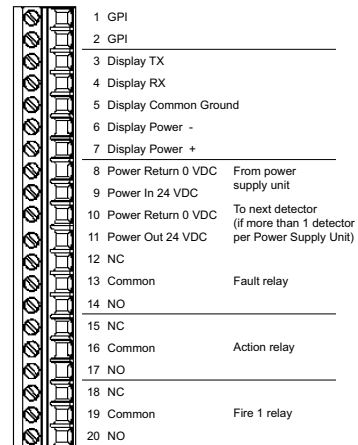 1 GPI
2 GPI
3 Display TX
4 Display RX
5 Display Common Ground
6 Display Power -
7 Display Power +
8 Power Return 0 VDC From power
supply unit
9 Power In 24 VDC
10 Power Return 0 VDC To next detector
(if more than 1 detector
11 Power Out 24 VDC per Power Supply Unit)
12 NC
13 Common Fault relay
14 NO
15 NC
16 Common Action relay
17 NO
18 NC
19 Common Fire 1 relay
20 NO